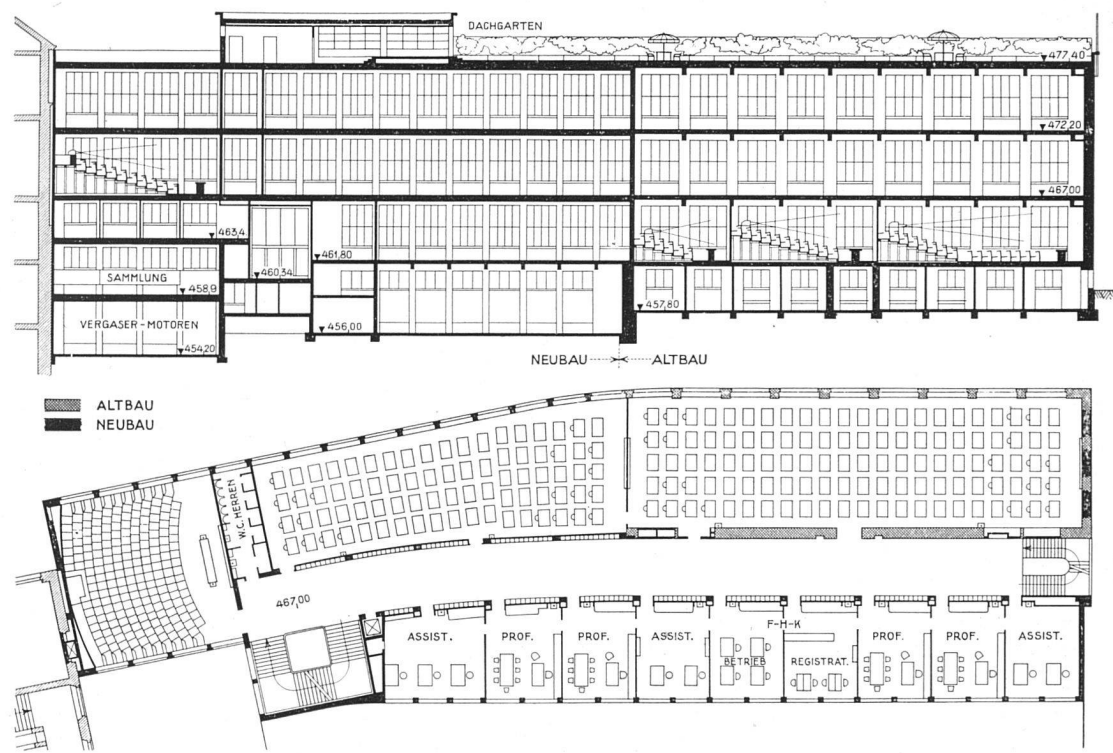 DACHGARTEN
477,40
472,20
467,00
463,4
461,80
460,34
SAMMLUNG
458,9
457,80
VERGASER-MOTOREN
456,00
454,20
NEUBAU ALTBAU
ALTBAU
NEUBAU
W.C. HERREN
467,00
F-H-K
ASSIST. PROF. PROF. ASSIST. BETRIEB REGISTRAT. PROF. PROF. ASSIST.